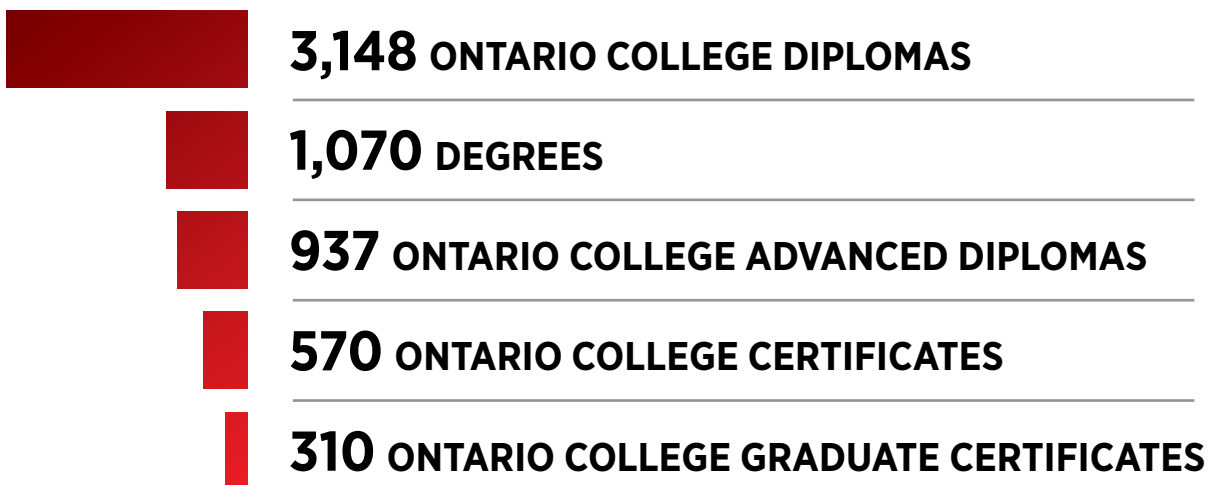 3,148 ONTARIO COLLEGE DIPLOMAS
1,070 DEGREES
937 ONTARIO COLLEGE ADVANCED DIPLOMAS
570 ONTARIO COLLEGE CERTIFICATES
310 ONTARIO COLLEGE GRADUATE CERTIFICATES